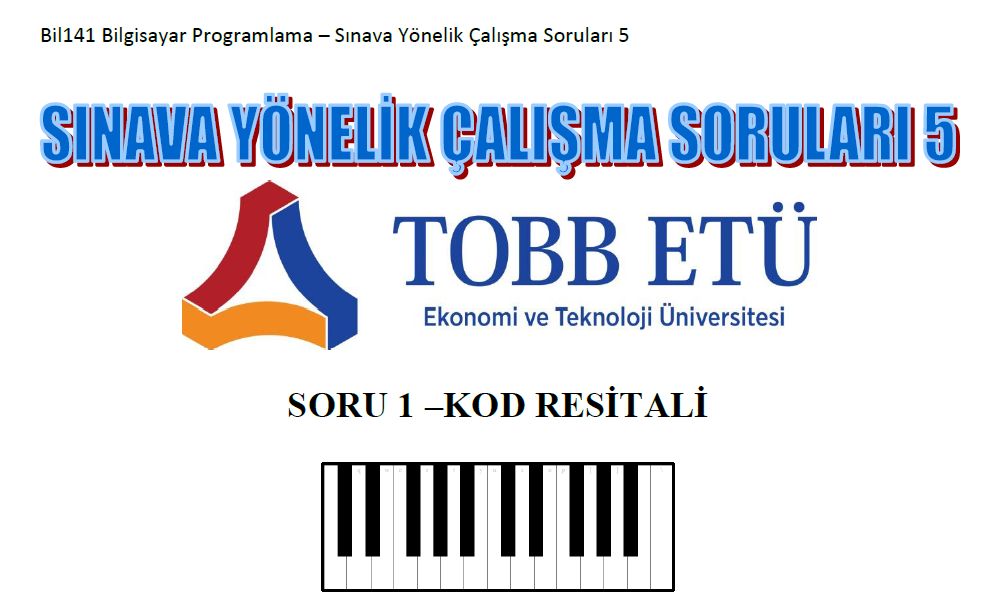 Bil141 Bilgisayar Programlama – Sınava Yönelik Çalışma Soruları 5
SINAVA YÖNELİK ÇALIŞMA SORULARI 5
TOBB ETÜ
Ekonomi ve Teknoloji Üniversitesi
SORU 1 –KOD RESİTALİ